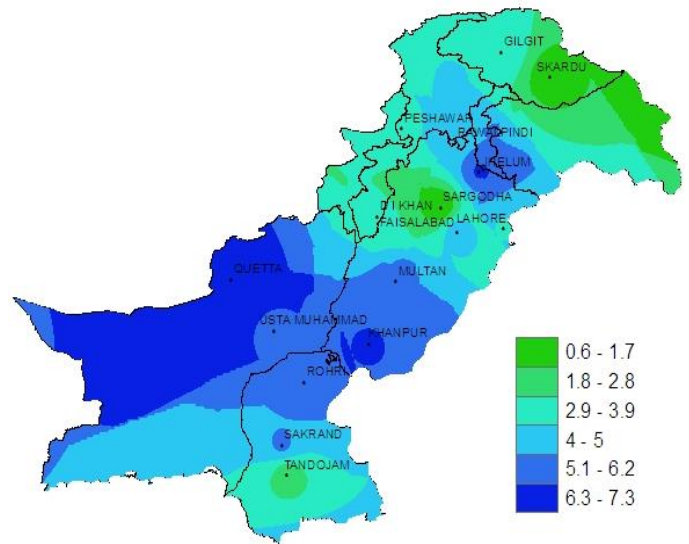 GILGIT
SKARDU
PESHAWAR
RAWALPINDI
JHELUM
SARGODHA
D I KHAN
FAISALABAD
LAHORE
QUETTA
MULTAN
USTA MUHAMMAD
KHANPUR
ROHRI
SAKRAND
TANDOJAM
0.6 - 1.7
1.8 - 2.8
2.9 - 3.9
4 - 5
5.1 - 6.2
6.3 - 7.3